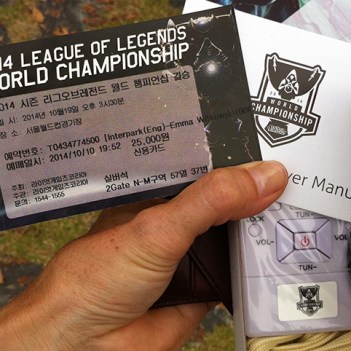 14 LEAGUE OF LEGENDS
WORLD CHAMPIONSHIP
2014 시즌 리그오브레전드 월드 챔피언십 결승
일시 : 2014년 10월19일 오후 3시00분
장소 : 서울월드컵경기장
예약번호: T0434774500 [Interpark(Eng)-Emma
예매일시: 2014/10/10 19:52 25,000원
신용카드
주최: 라이엇게임즈코리아
주관: 라이엇게임즈코리아
문의: 1544-1555
실버석
2Gate N-M구역 57열 37번
2014
WORLD
CHAMPIONSHIP
er Manu
VOL-
VOL
TUN-